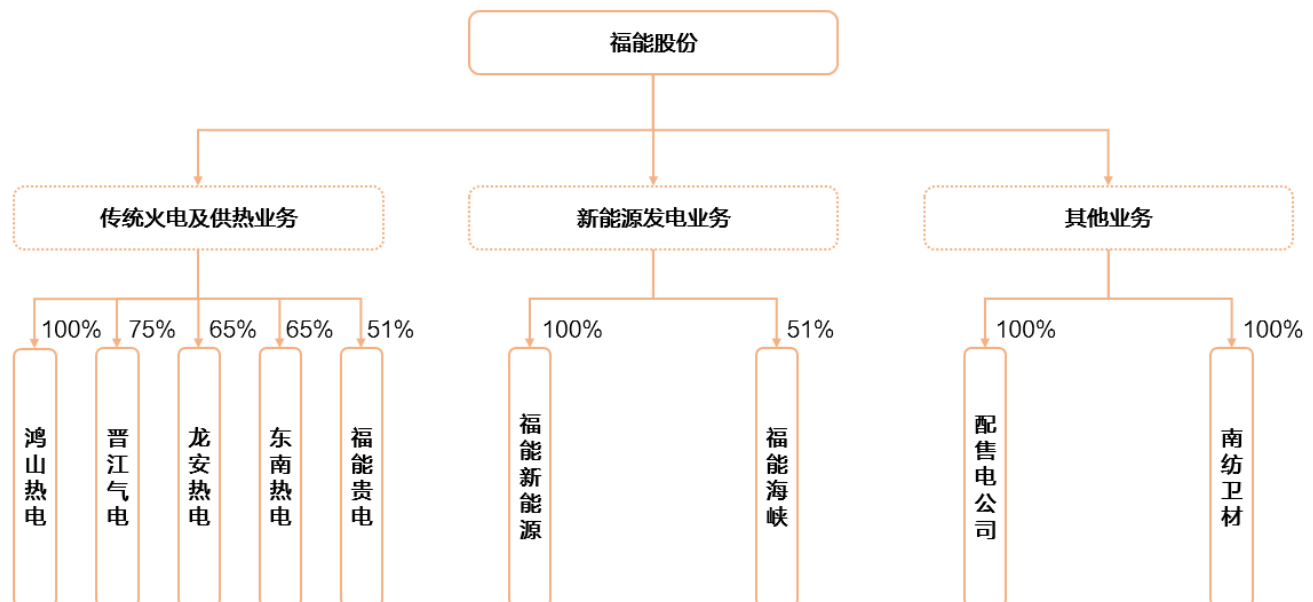 福能股份
传统火电及供热业务
新能源发电业务
其他业务
100%
75%
65%
65%
51%
100%
51%
100%
100%
鸿山热电
晋江气电
龙安热电
东南热电
福能贵电
福能新能源
福能海峡
配售电公司
南纺卫材